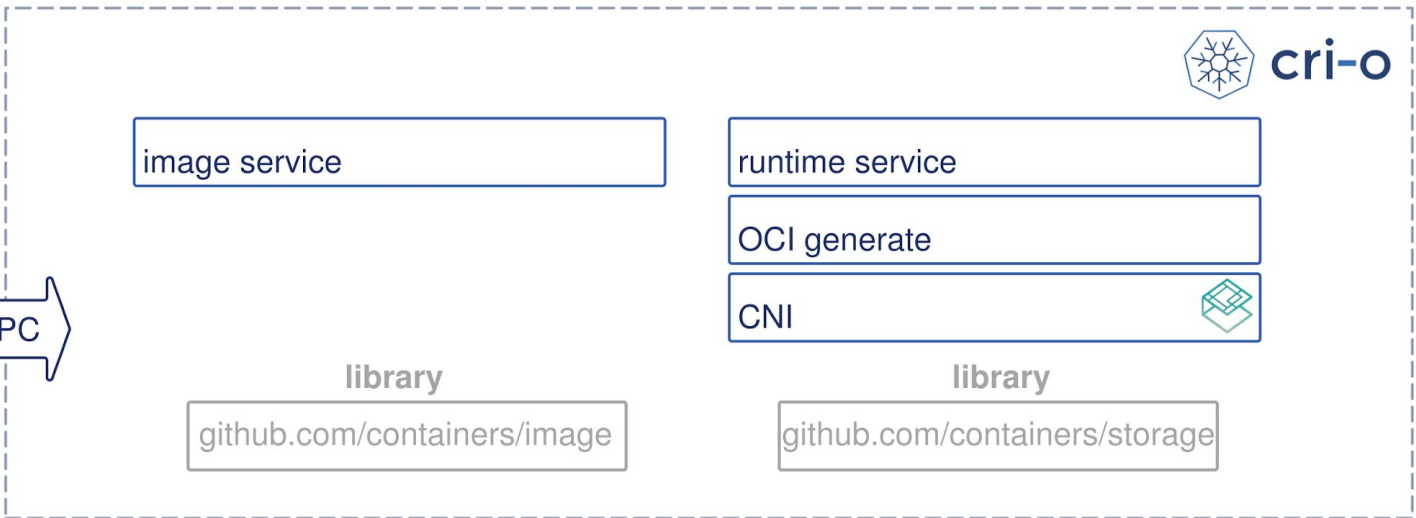 cri-o
image service
runtime service
OCI generate
CNI
PC
library
library
github.com/containers/image
github.com/containers/storage